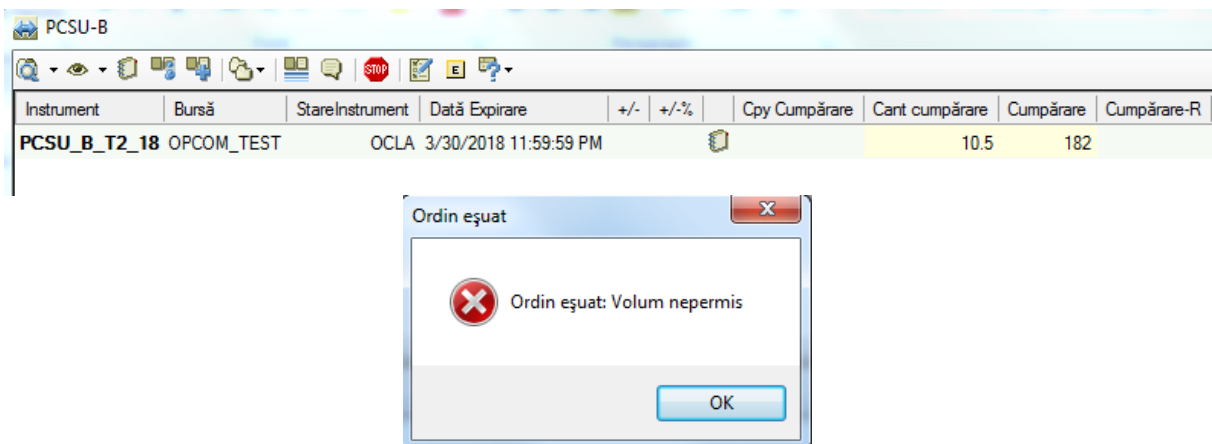 PCSU-B
STOP
E
Instrument Bursă StareInstrument Dată Expirare +/- +/-% Cpy Cumpărare Cant cumpărare Cumpărare Cumpărare-R
PCSU_B_T2_18 OPCOM_TEST OCLA 3/30/2018 11:59:59 PM 10.5 182
Ordin eşuat
Ordin eşuat: Volum nepermis
OK